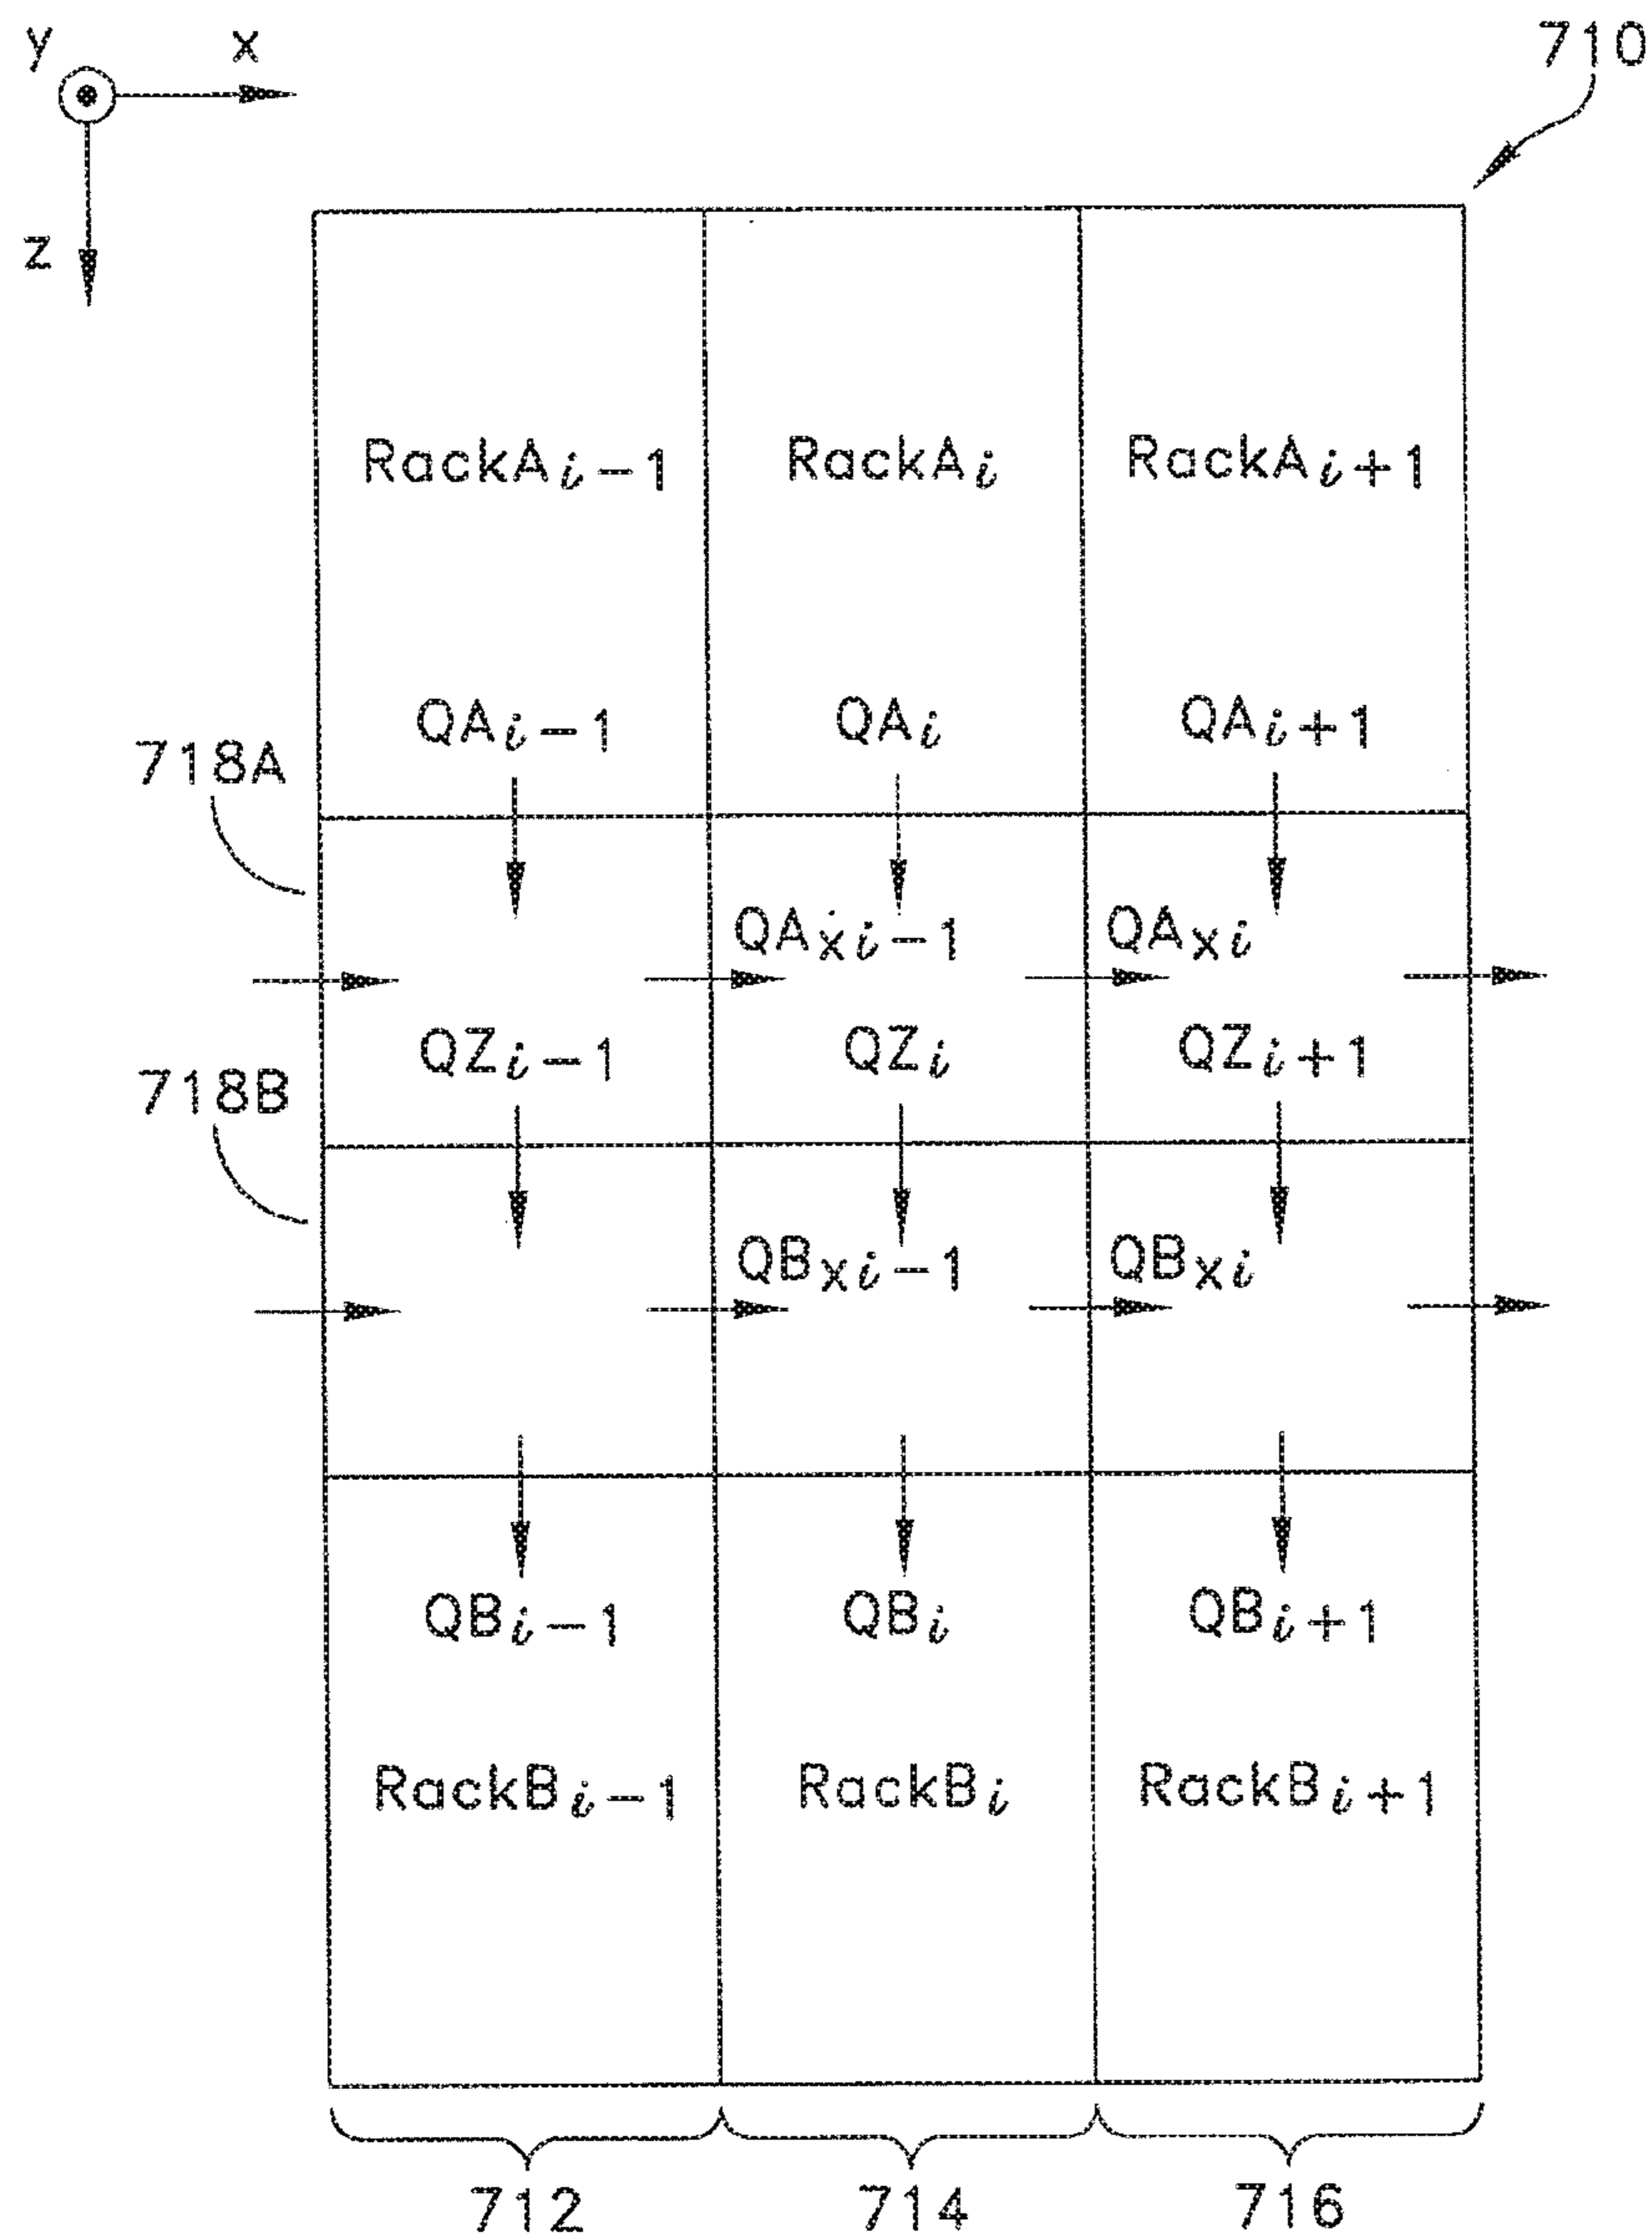 y x 710
z
RackAi-1 RackAi RackAi+1
QAi-1 QAi QAi+1
718A
QAxi-1 QAxi
QZi-1 QZi QZi+1
718B
QBxi-1 QBxi
QBi-1 QBi QBi+1
RackBi-1 RackBi RackBi+1
712 714 716